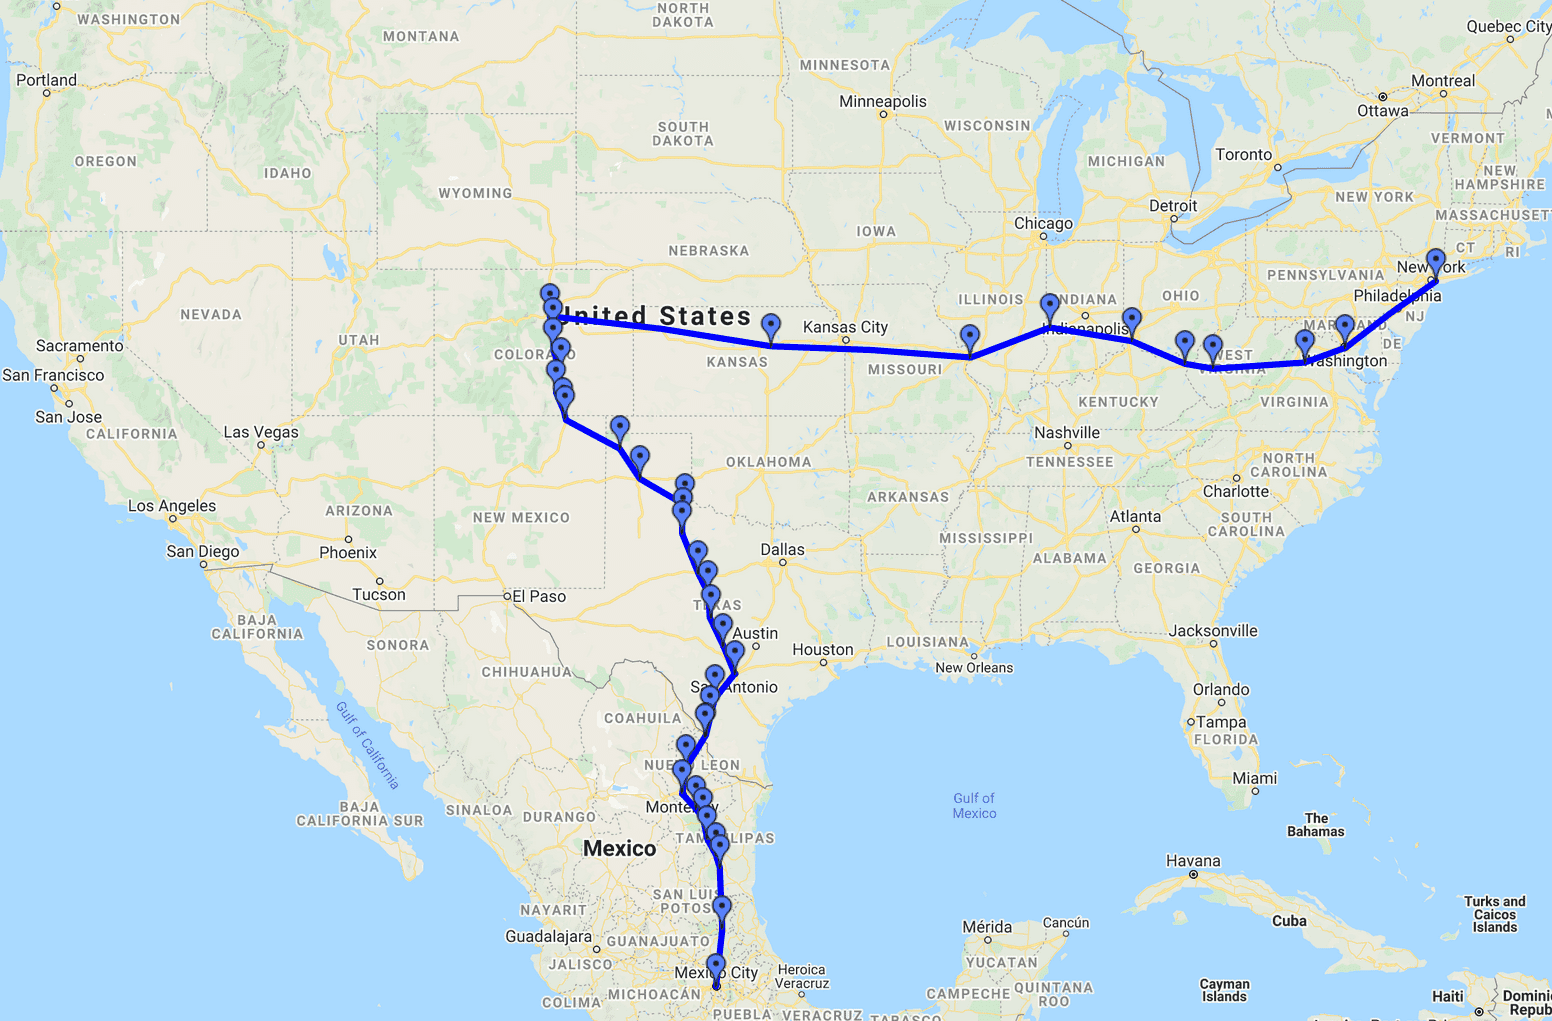 WASHINGTON
NORTH
DAKOTA
Quebec City
MONTANA
MINNESOTA
Portland
Montreal
Minneapolis
Ottawa
SOUTH
DAKOTA
WISCONSIN
VERMONT
OREGON
MICHIGAN
Toronto
IDAHO
NEW
HAMPSHIRE
WYOMING
NEW YORK
Detroit
MASSACHUSET
Chicago
IOWA
NEBRASKA
CT
RI
New York
PENNSYLVANIA
ILLINOIS
INDIANA
OHIO
Philadelphia
NEVADA
United States
NJ
Kansas City
Indianapolis
MARYLAND
Sacramento
UTAH
DE
COLORADO
KANSAS
MISSOURI
WEST
VIRGINIA
Washington
San Francisco
San Jose
KENTUCKY
VIRGINIA
CALIFORNIA
Las Vegas
Nashville
OKLAHOMA
TENNESSEE
NORTH
CAROLINA
Los Angeles
ARIZONA
NEW MEXICO
ARKANSAS
Charlotte
Atlanta
SOUTH
CAROLINA
San Diego
Phoenix
Dallas
MISSISSIPPI
ALABAMA
GEORGIA
Tucson
El Paso
TEXAS
BAJA
CALIFORNIA
SONORA
Austin
Houston
LOUISIANA
Jacksonville
New Orleans
CHIHUAHUA
San Antonio
Orlando
Gulf of California
COAHUILA
Tampa
FLORIDA
NUEVO LEON
Miami
BAJA
CALIFORNIA SUR
SINALOA
DURANGO
Monterrey
Gulf of
Mexico
The
Bahamas
Mexico
TAMAULIPAS
Havana
SAN LUIS
POTOSI
NAYARIT
Cuba
Turks and
Caicos
Islands
Guadalajara
GUANAJUATO
Mérida
Cancún
JALISCO
Mexico City
Heroica
Veracruz
YUCATAN
COLIMA
MICHOACÁN
CAMPECHE
QUINTANA
ROO
Cayman
Islands
Haiti
Dominic
Repub
PUEBLA
VERACRUZ
TABASCO